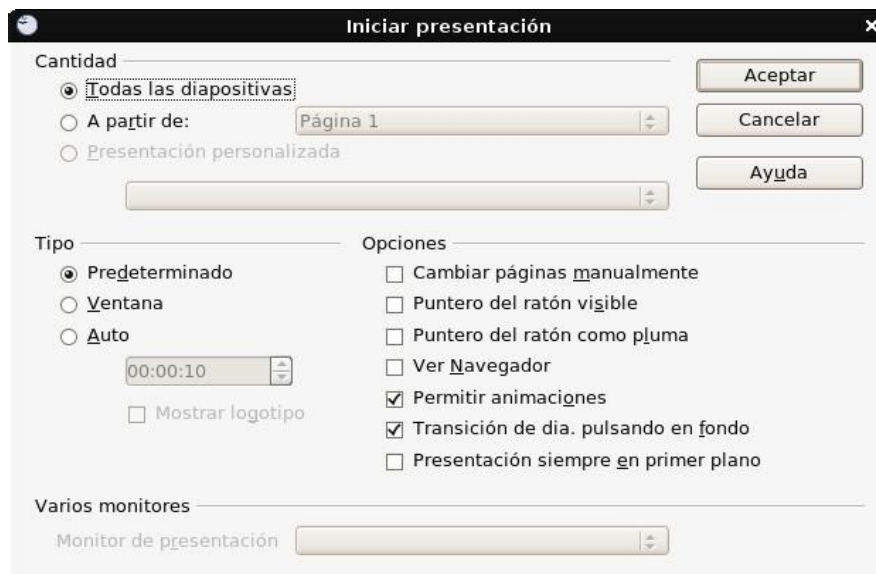 Iniciar presentación
Cantidad
Todas las diapositivas
A partir de: Página 1
Presentación personalizada
Aceptar
Cancelar
Ayuda
Tipo
Predeterminado
Ventana
Auto
00:00:10
Mostrar logotipo
Opciones
Cambiar páginas manualmente
Puntero del ratón visible
Puntero del ratón como pluma
Ver Navegador
Permitir animaciones
Transición de dia. pulsando en fondo
Presentación siempre en primer plano
Varios monitores
Monitor de presentación